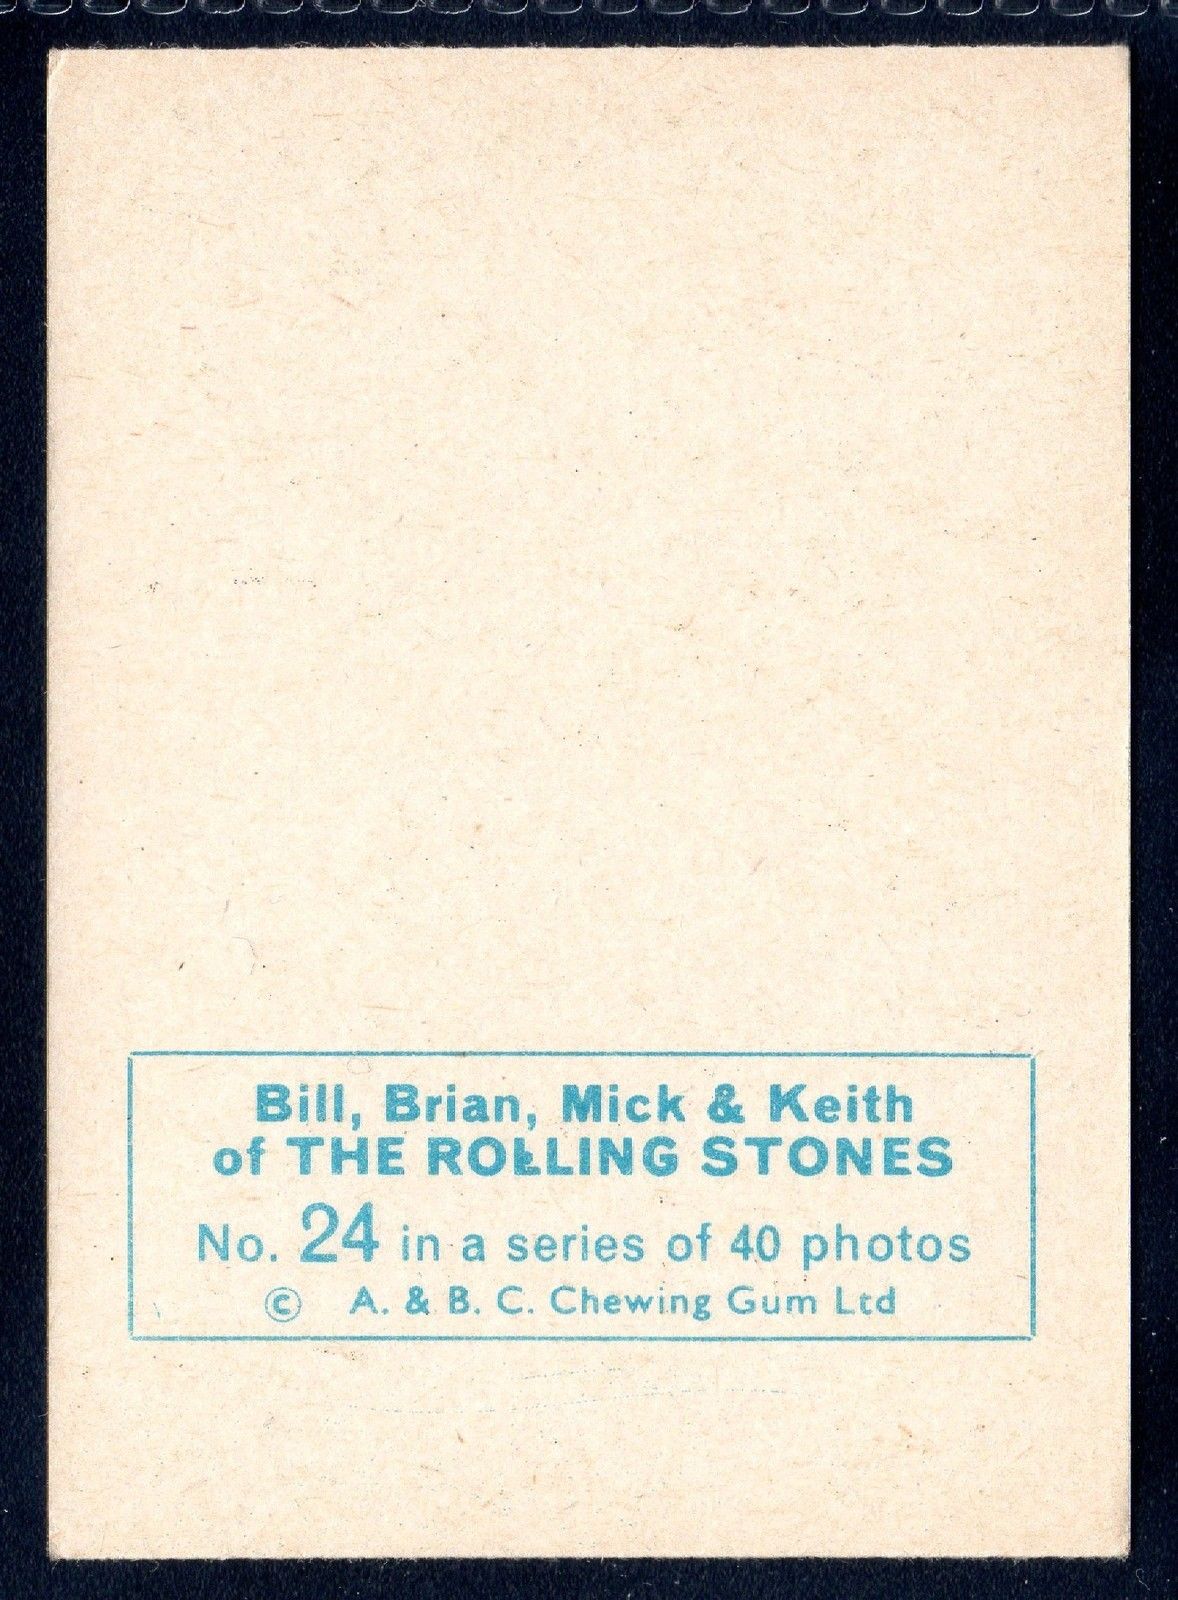 Bill, Brian, Mick & Keith
of THE ROLLING STONES
No. 24 in a series of 40 photos
© A. & B. C. Chewing Gum Ltd